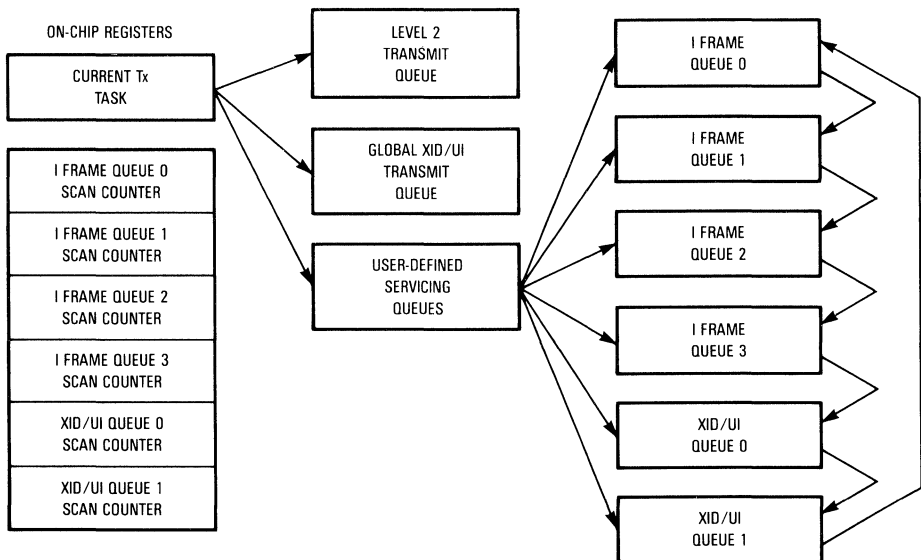 ON-CHIP REGISTERS
CURRENT Tx
TASK
I FRAME QUEUE 0
SCAN COUNTER
I FRAME QUEUE 1
SCAN COUNTER
I FRAME QUEUE 2
SCAN COUNTER
I FRAME QUEUE 3
SCAN COUNTER
XID/UI QUEUE 0
SCAN COUNTER
XID/UI QUEUE 1
SCAN COUNTER
LEVEL 2
TRANSMIT
QUEUE
GLOBAL XID/UI
TRANSMIT
QUEUE
USER-DEFINED
SERVICING
QUEUES
I FRAME
QUEUE 0
I FRAME
QUEUE 1
I FRAME
QUEUE 2
I FRAME
QUEUE 3
XID/UI
QUEUE 0
XID/UI
QUEUE 1